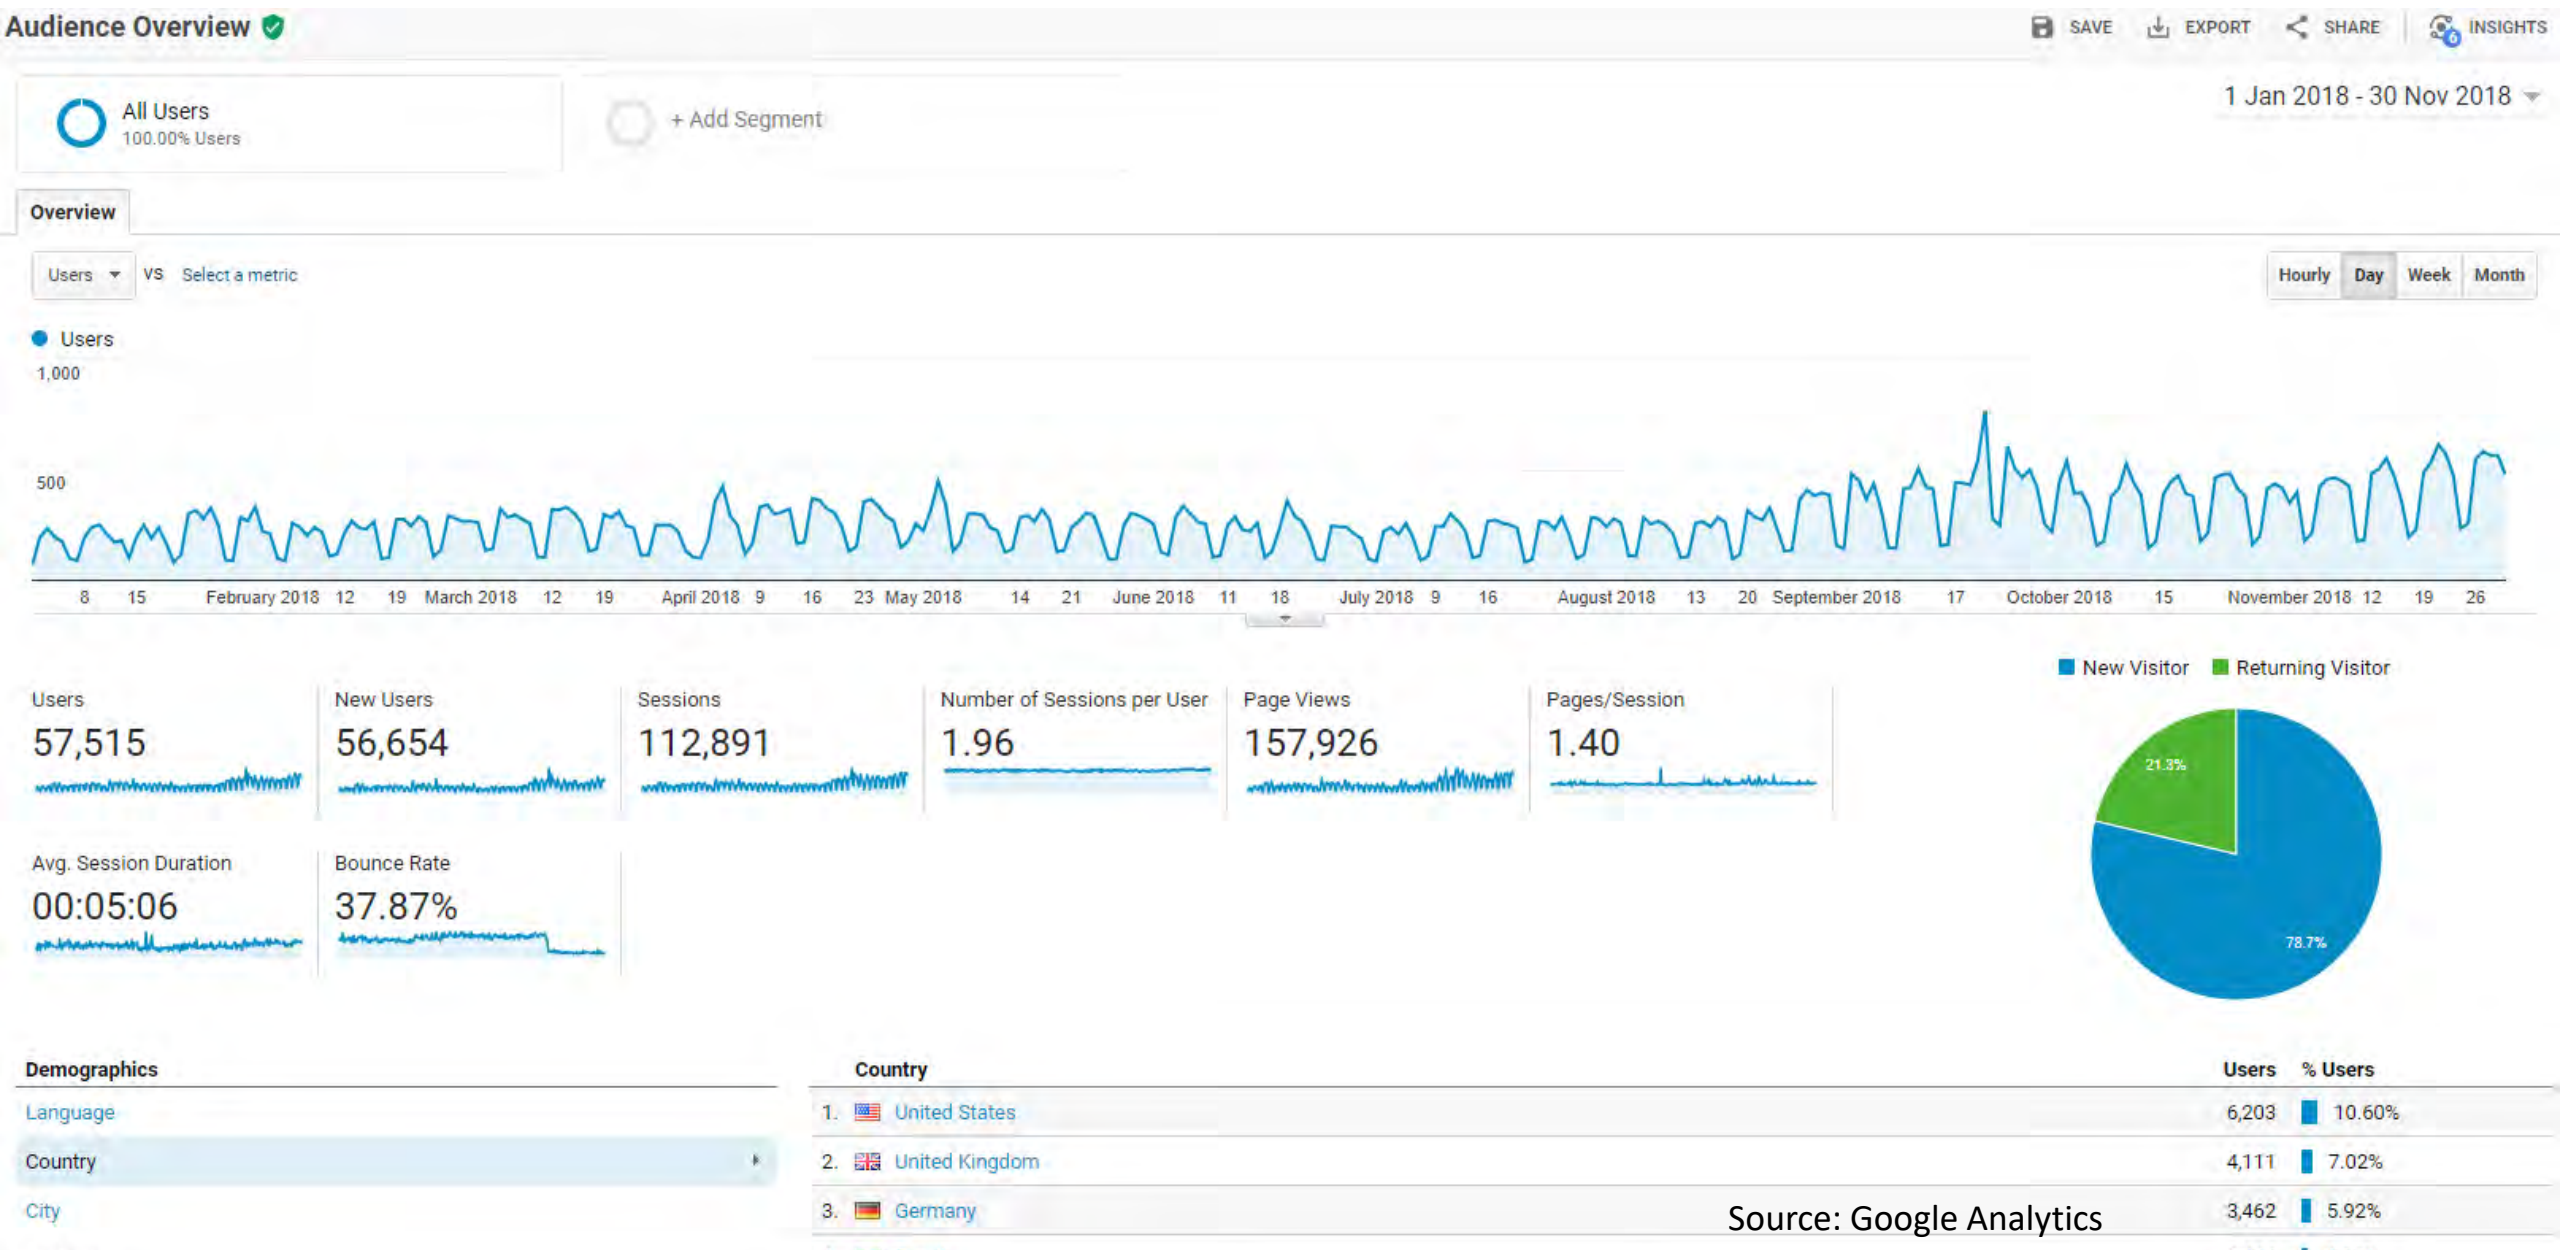 Audience Overview
SAVE EXPORT SHARE 6 INSIGHTS
All Users
100.00% Users
+ Add Segment
1 Jan 2018 - 30 Nov 2018
Overview
Users VS Select a metric
Hourly Day Week Month
Users
1,000
500
8 15 February 2018 12 19 March 2018 12 19 April 2018 9 16 23 May 2018 14 21 June 2018 11 18 July 2018 9 16 August 2018 13 20 September 2018 17 October 2018 15 November 2018 12 19 26
New Visitor Returning Visitor
Users
57,515
New Users
56,654
Sessions
112,891
Number of Sessions per User
1.96
Page Views
157,926
Pages/Session
1.40
21.3%
78.7%
Avg. Session Duration
00:05:06
Bounce Rate
37.87%
Demographics
Language
Country
City
Country Users % Users
1. United States 6,203 10.60%
2. United Kingdom 4,111 7.02%
3. Germany 3,462 5.92%
Source: Google Analytics